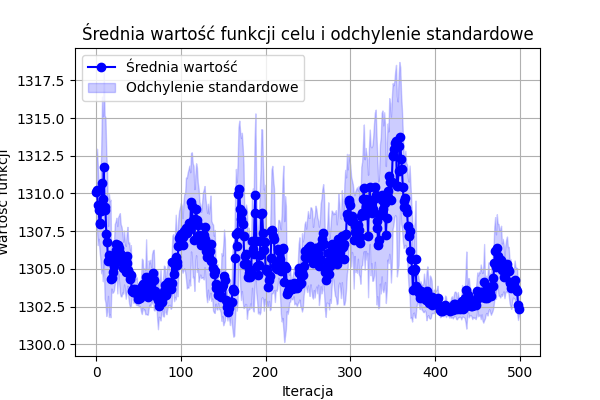 Średnia wartość funkcji celu i odchylenie standardowe
Średnia wartość
Odchylenie standardowe
1317.5
1315.0
1312.5
1310.0
1307.5
1305.0
1302.5
1300.0
Wartość funkcji
0 100 200 300 400 500
Iteracja